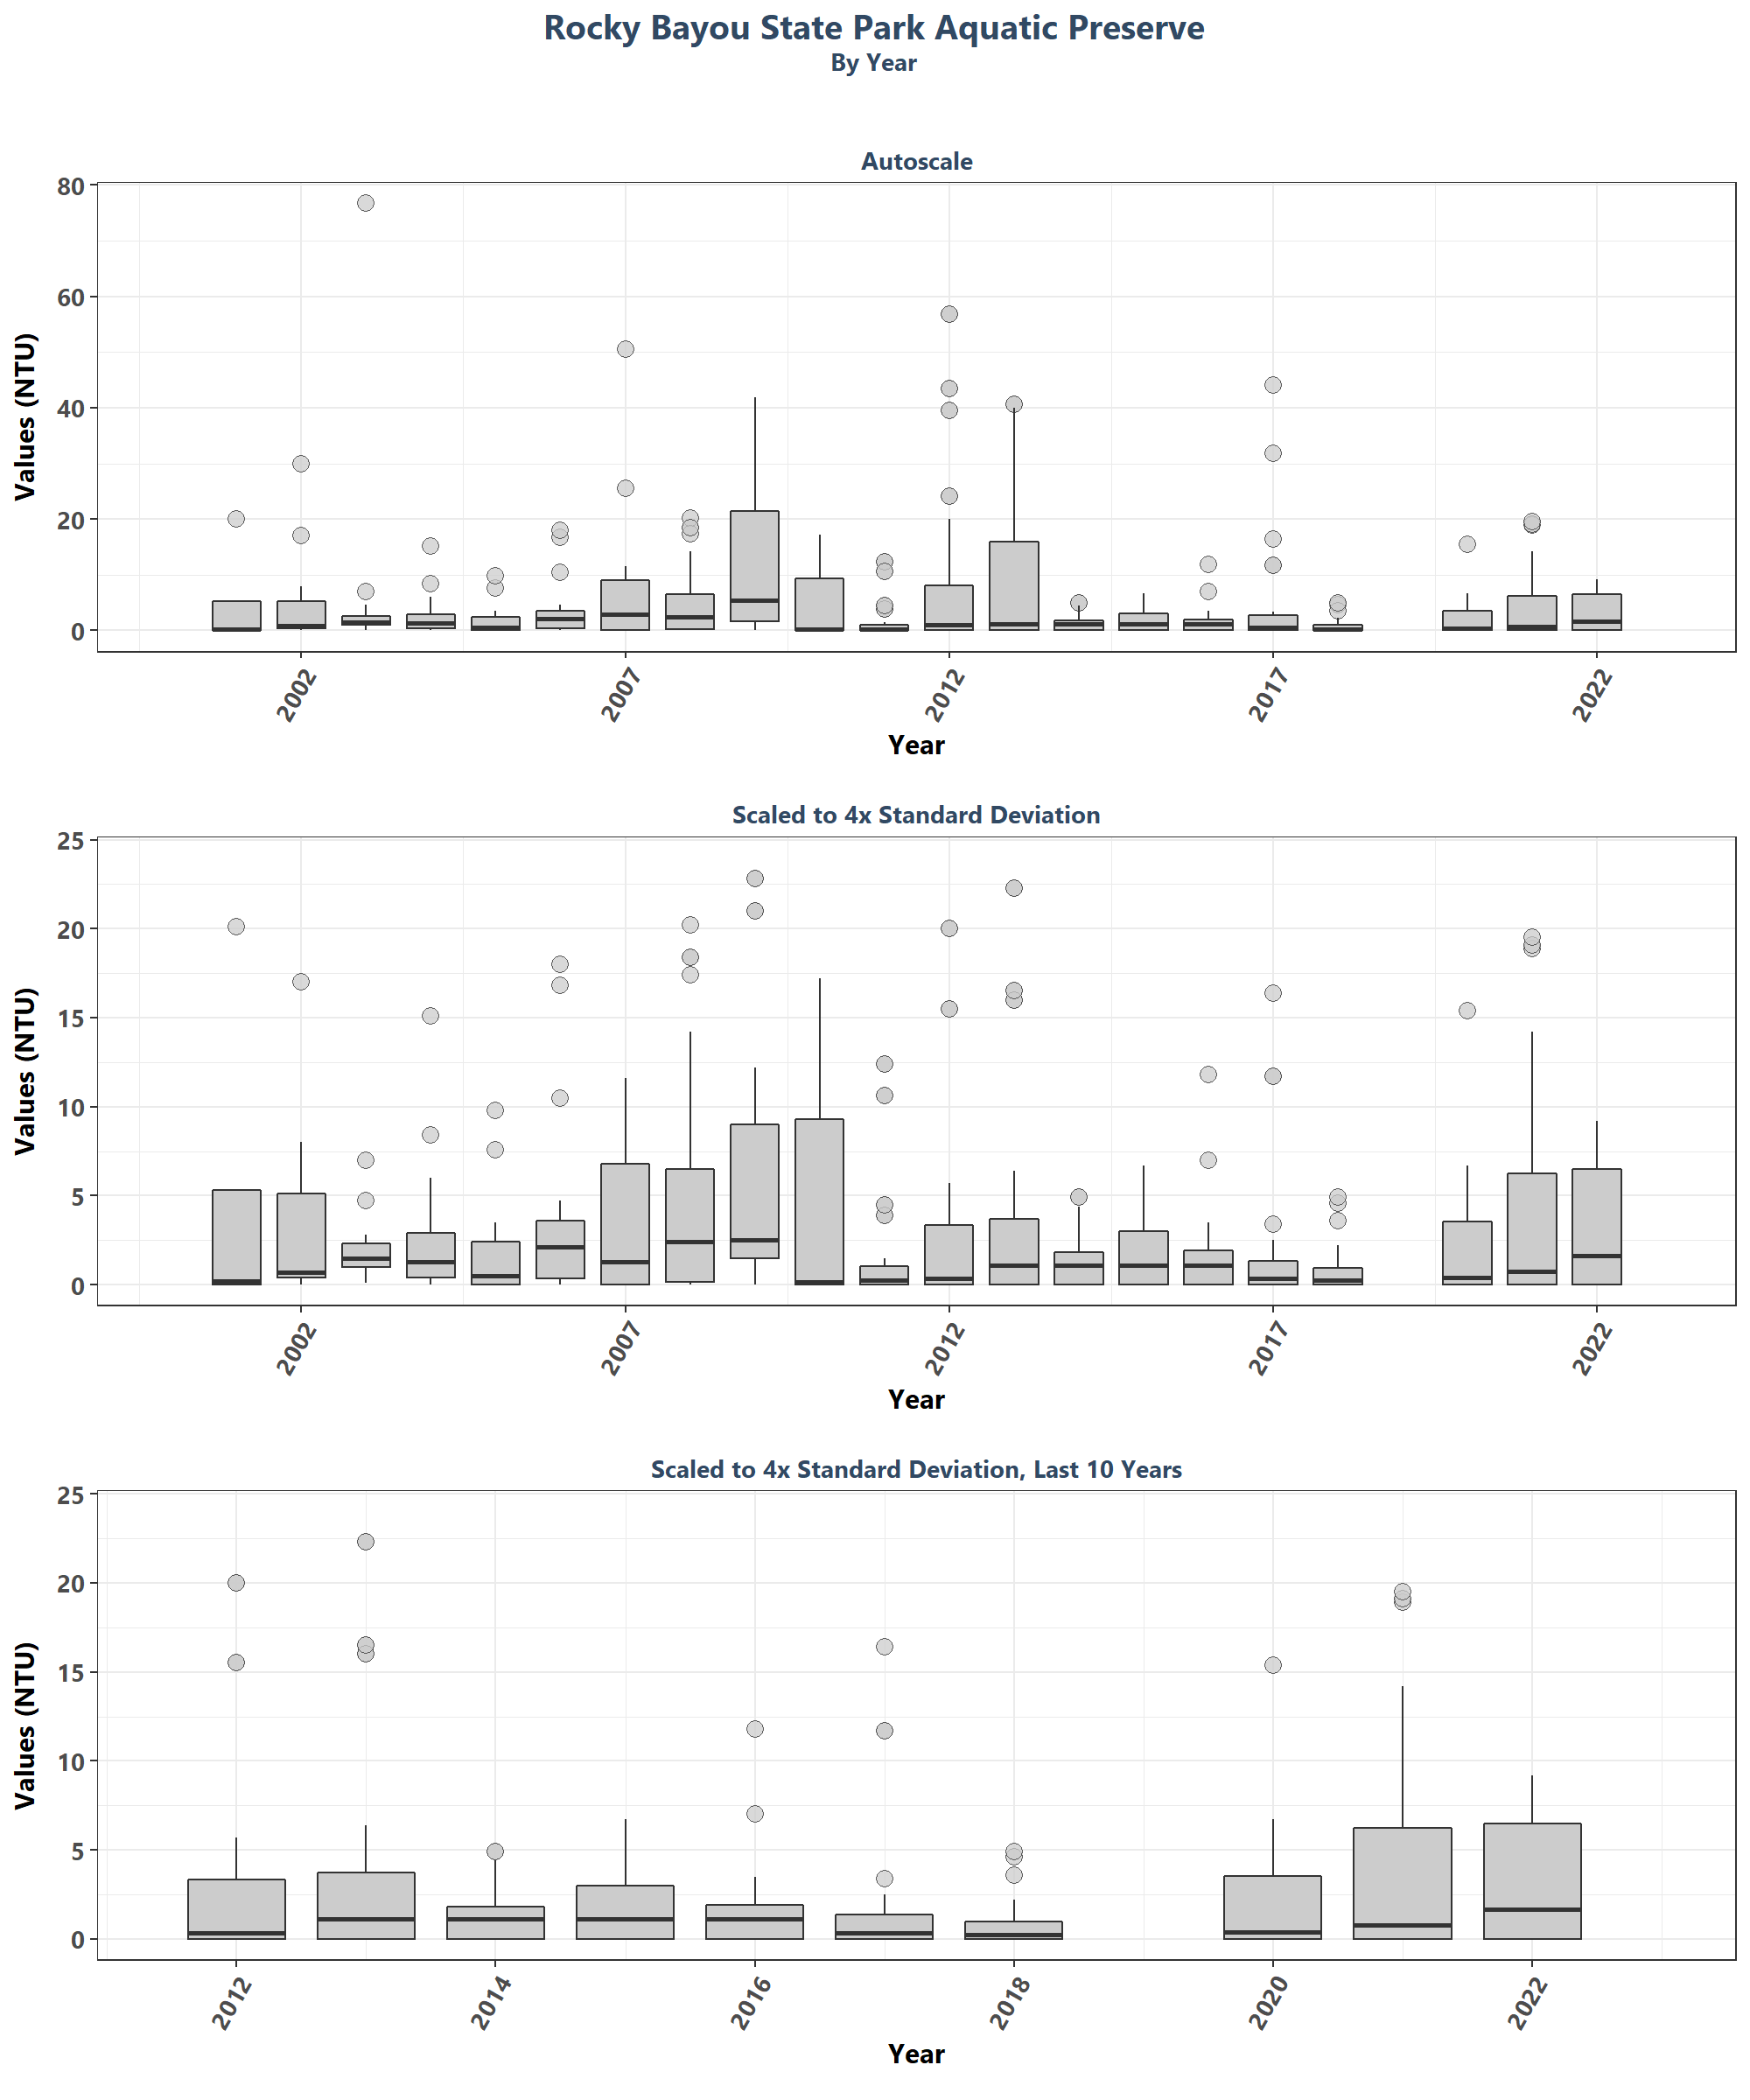 Rocky Bayou State Park Aquatic Preserve
By Year
Autoscale
80
60
40
20
0
Values (NTU)
2002 2007 2012 2017 2022
Year
Scaled to 4x Standard Deviation
25
20
15
10
5
0
Values (NTU)
2002 2007 2012 2017 2022
Year
Scaled to 4x Standard Deviation, Last 10 Years
25
20
15
10
5
0
Values (NTU)
2012 2014 2016 2018 2020 2022
Year